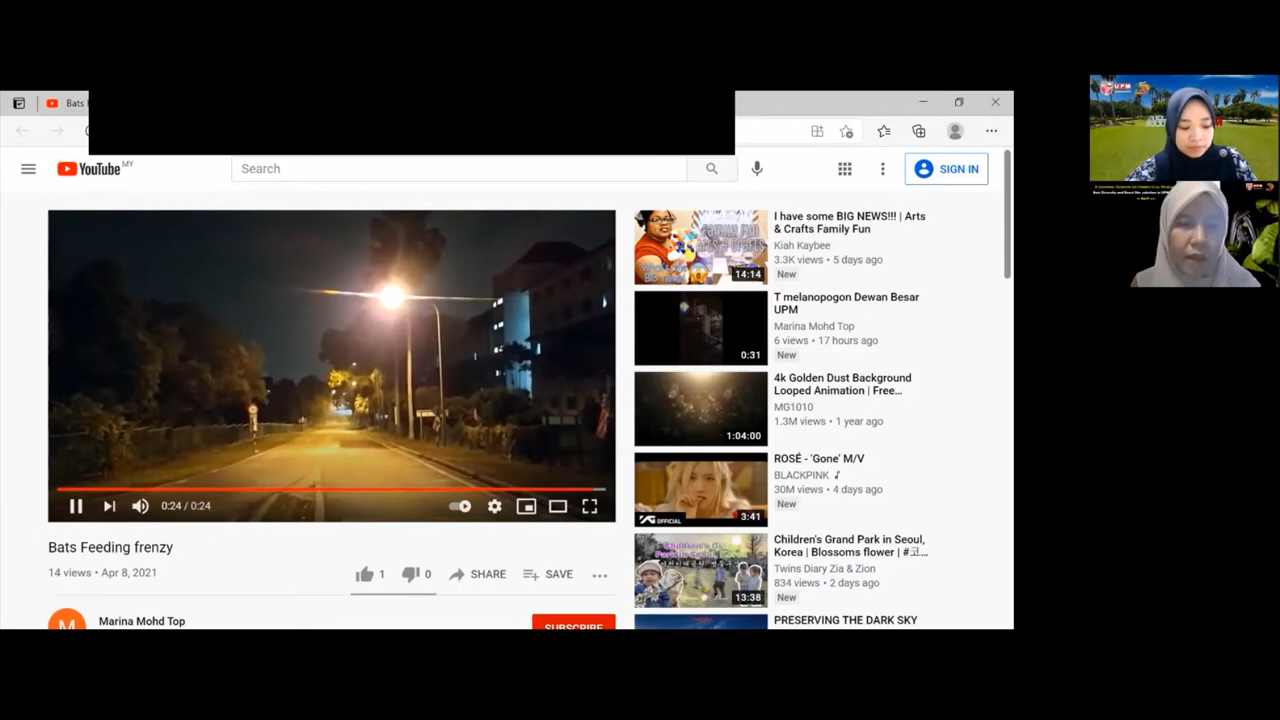 Bats
YouTube MY
Search
SIGN IN
0:24 / 0:24
Bats Feeding frenzy
14 views • Apr 8, 2021
1
0
SHARE
SAVE
Marina Mohd Top
SUBSCRIBE
14:14
I have some BIG NEWS!!! | Arts
& Crafts Family Fun
Kiah Kaybee
3.3K views • 5 days ago
New
0:31
T melanopogon Dewan Besar
UPM
Marina Mohd Top
6 views • 17 hours ago
New
1:04:00
4k Golden Dust Background
Looped Animation | Free...
MG1010
1.3M views • 1 year ago
OFFICIAL
3:41
ROSÉ - 'Gone' M/V
BLACKPINK
30M views • 4 days ago
New
13:38
Children's Grand Park in Seoul,
Korea | Blossoms flower | #코...
Twins Diary Zia & Zion
834 views • 2 days ago
New
PRESERVING THE DARK SKY
UPM